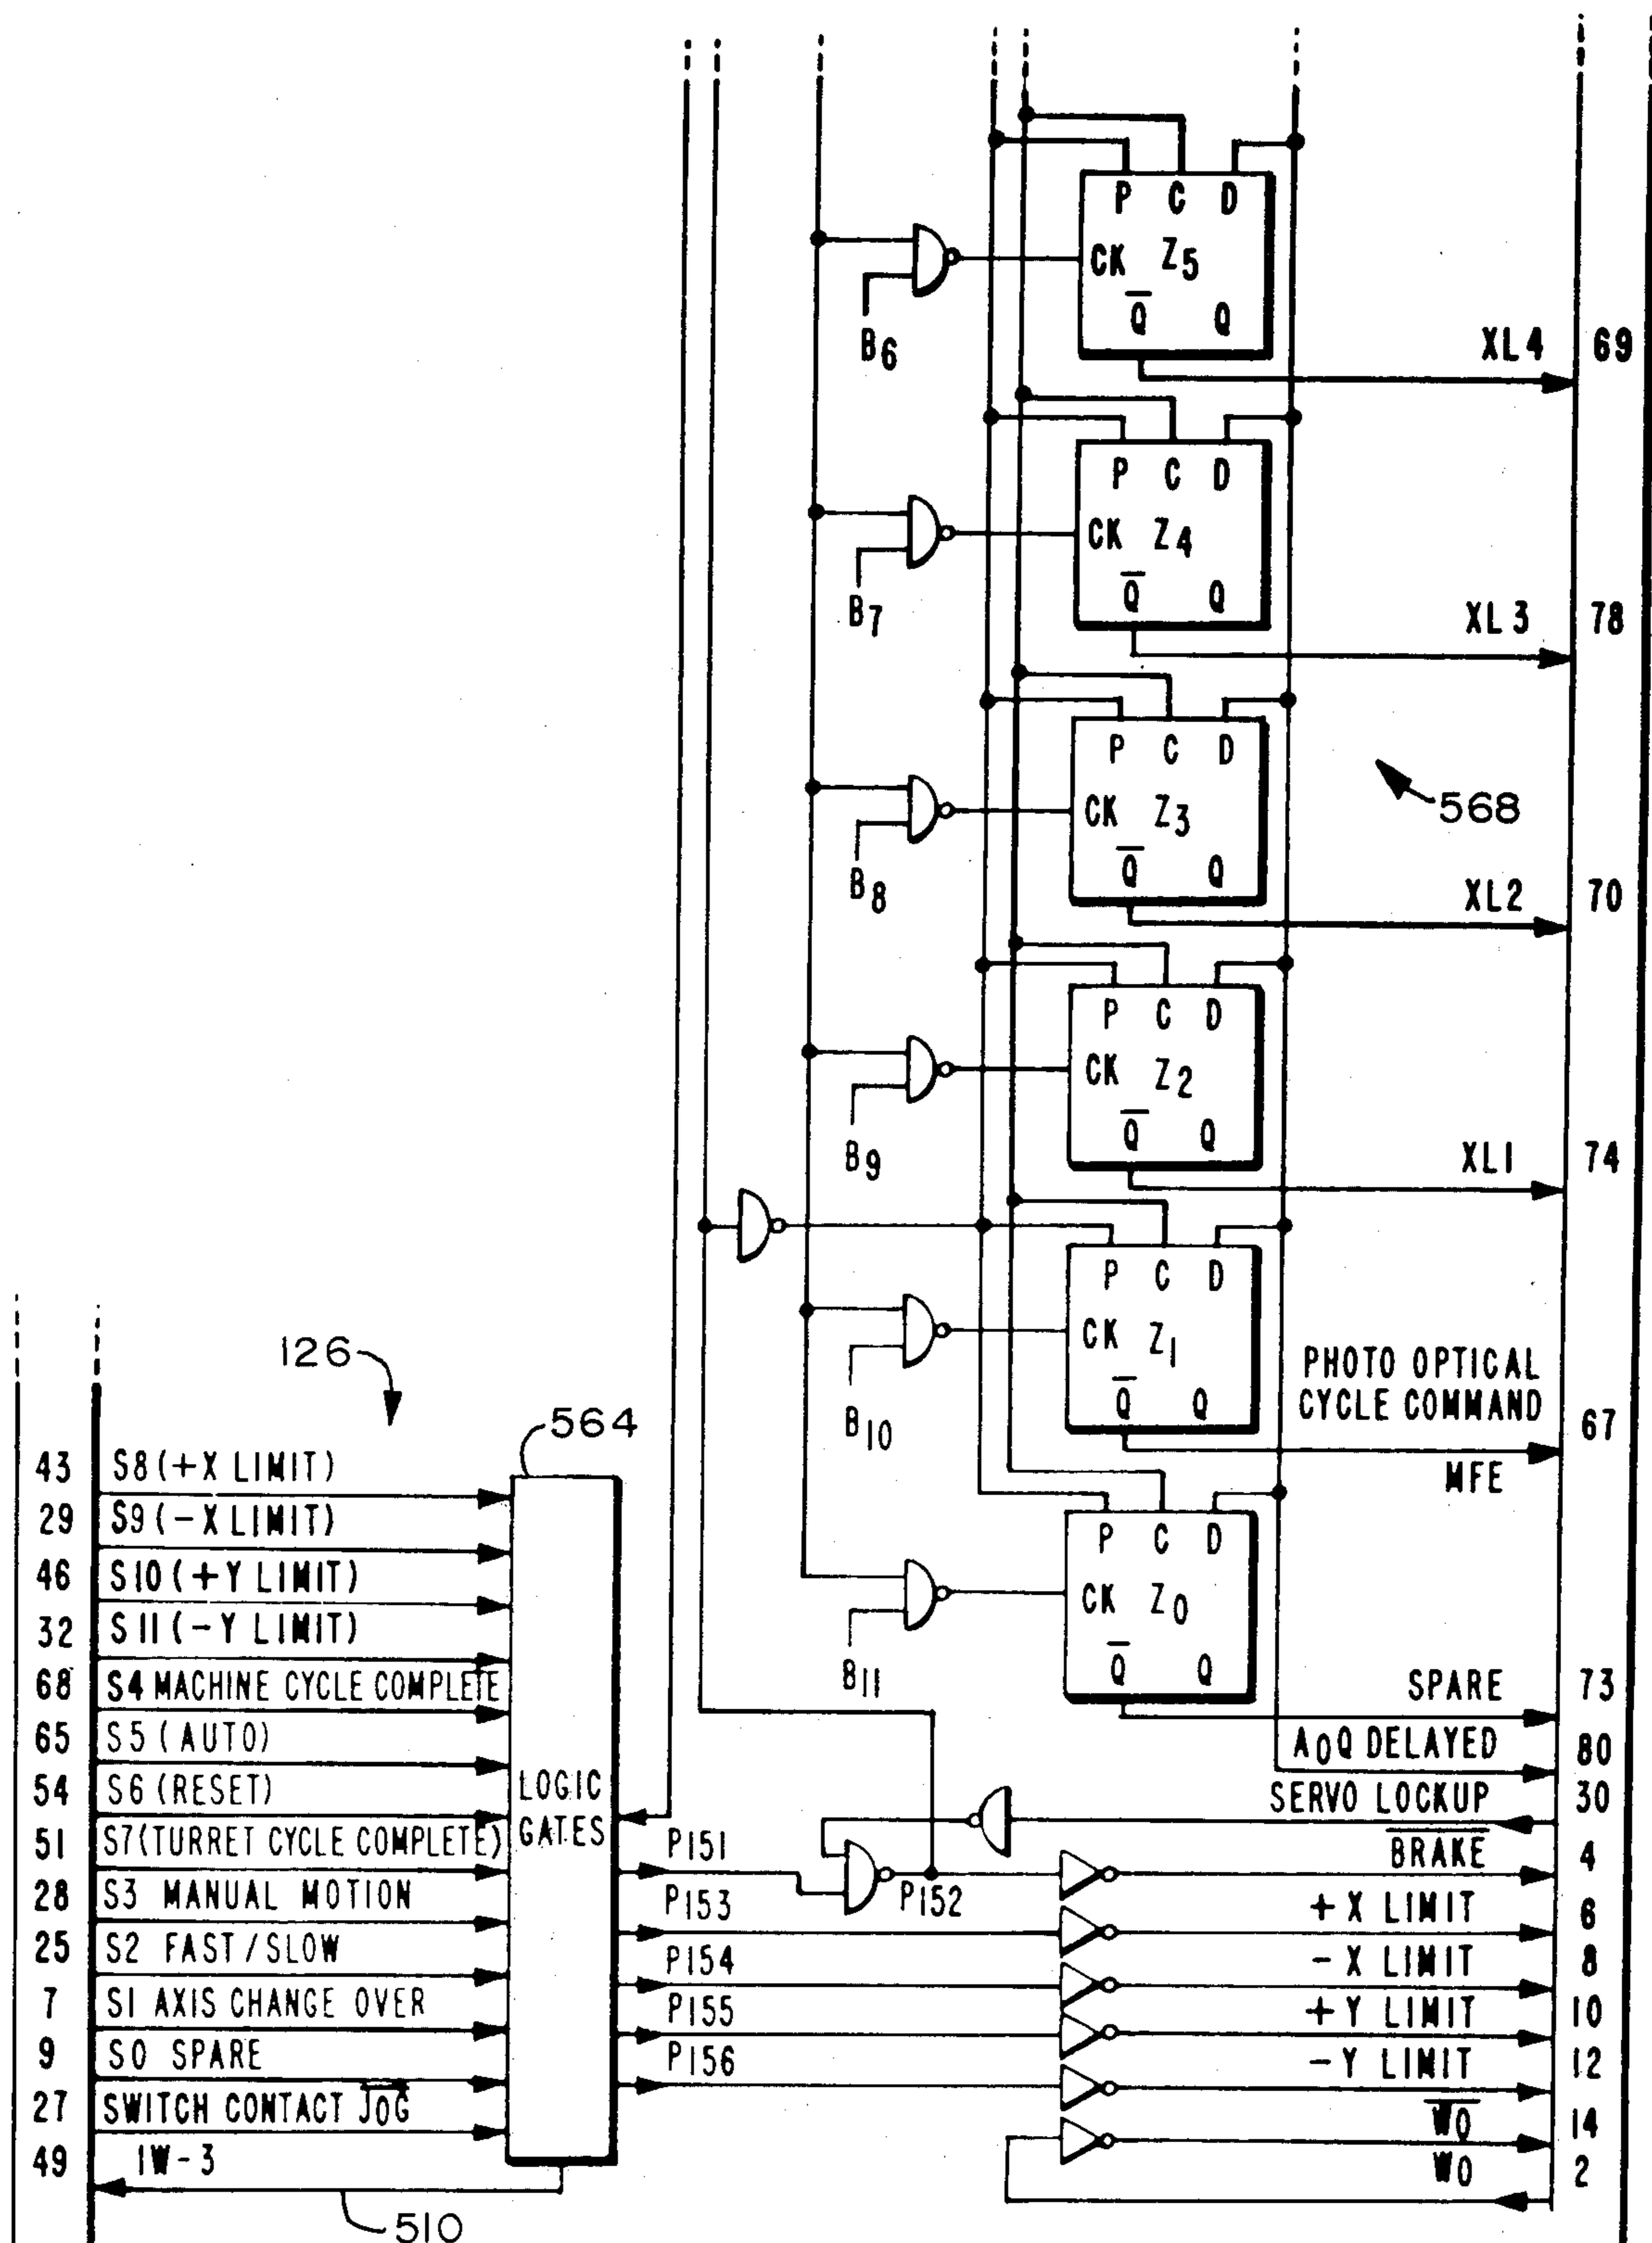 P C D
CK Z5
Q̅ Q
B6
XL4 69
P C D
CK Z4
Q̅ Q
B7
XL3 78
P C D
CK Z3
Q̅ Q
568
B8
XL2 70
P C D
CK Z2
Q̅ Q
B9
XL1 74
P C D
CK Z1
Q̅ Q
B10
PHOTO OPTICAL
CYCLE COMMAND
67
MFE
P C D
CK Z0
Q̅ Q
B11
SPARE 73
A0Q DELAYED 80
SERVO LOCKUP 30
B̅R̅A̅K̅E̅ 4
+X LIMIT 6
-X LIMIT 8
+Y LIMIT 10
-Y LIMIT 12
W̅0̅ 14
W0 2
126
564
43 S8 (+X LIMIT)
29 S9 (-X LIMIT)
46 S10 (+Y LIMIT)
32 S11 (-Y LIMIT)
68 S4 MACHINE CYCLE COMPLETE
65 S5 (AUTO)
54 S6 (RESET)
51 S7 (TURRET CYCLE COMPLETE)
28 S3 MANUAL MOTION
25 S2 FAST/SLOW
7 S1 AXIS CHANGE OVER
9 S0 SPARE
27 SWITCH CONTACT J̅O̅G̅
49 1W-3
510
LOGIC
GATES
P151
P152
P153
P154
P155
P156